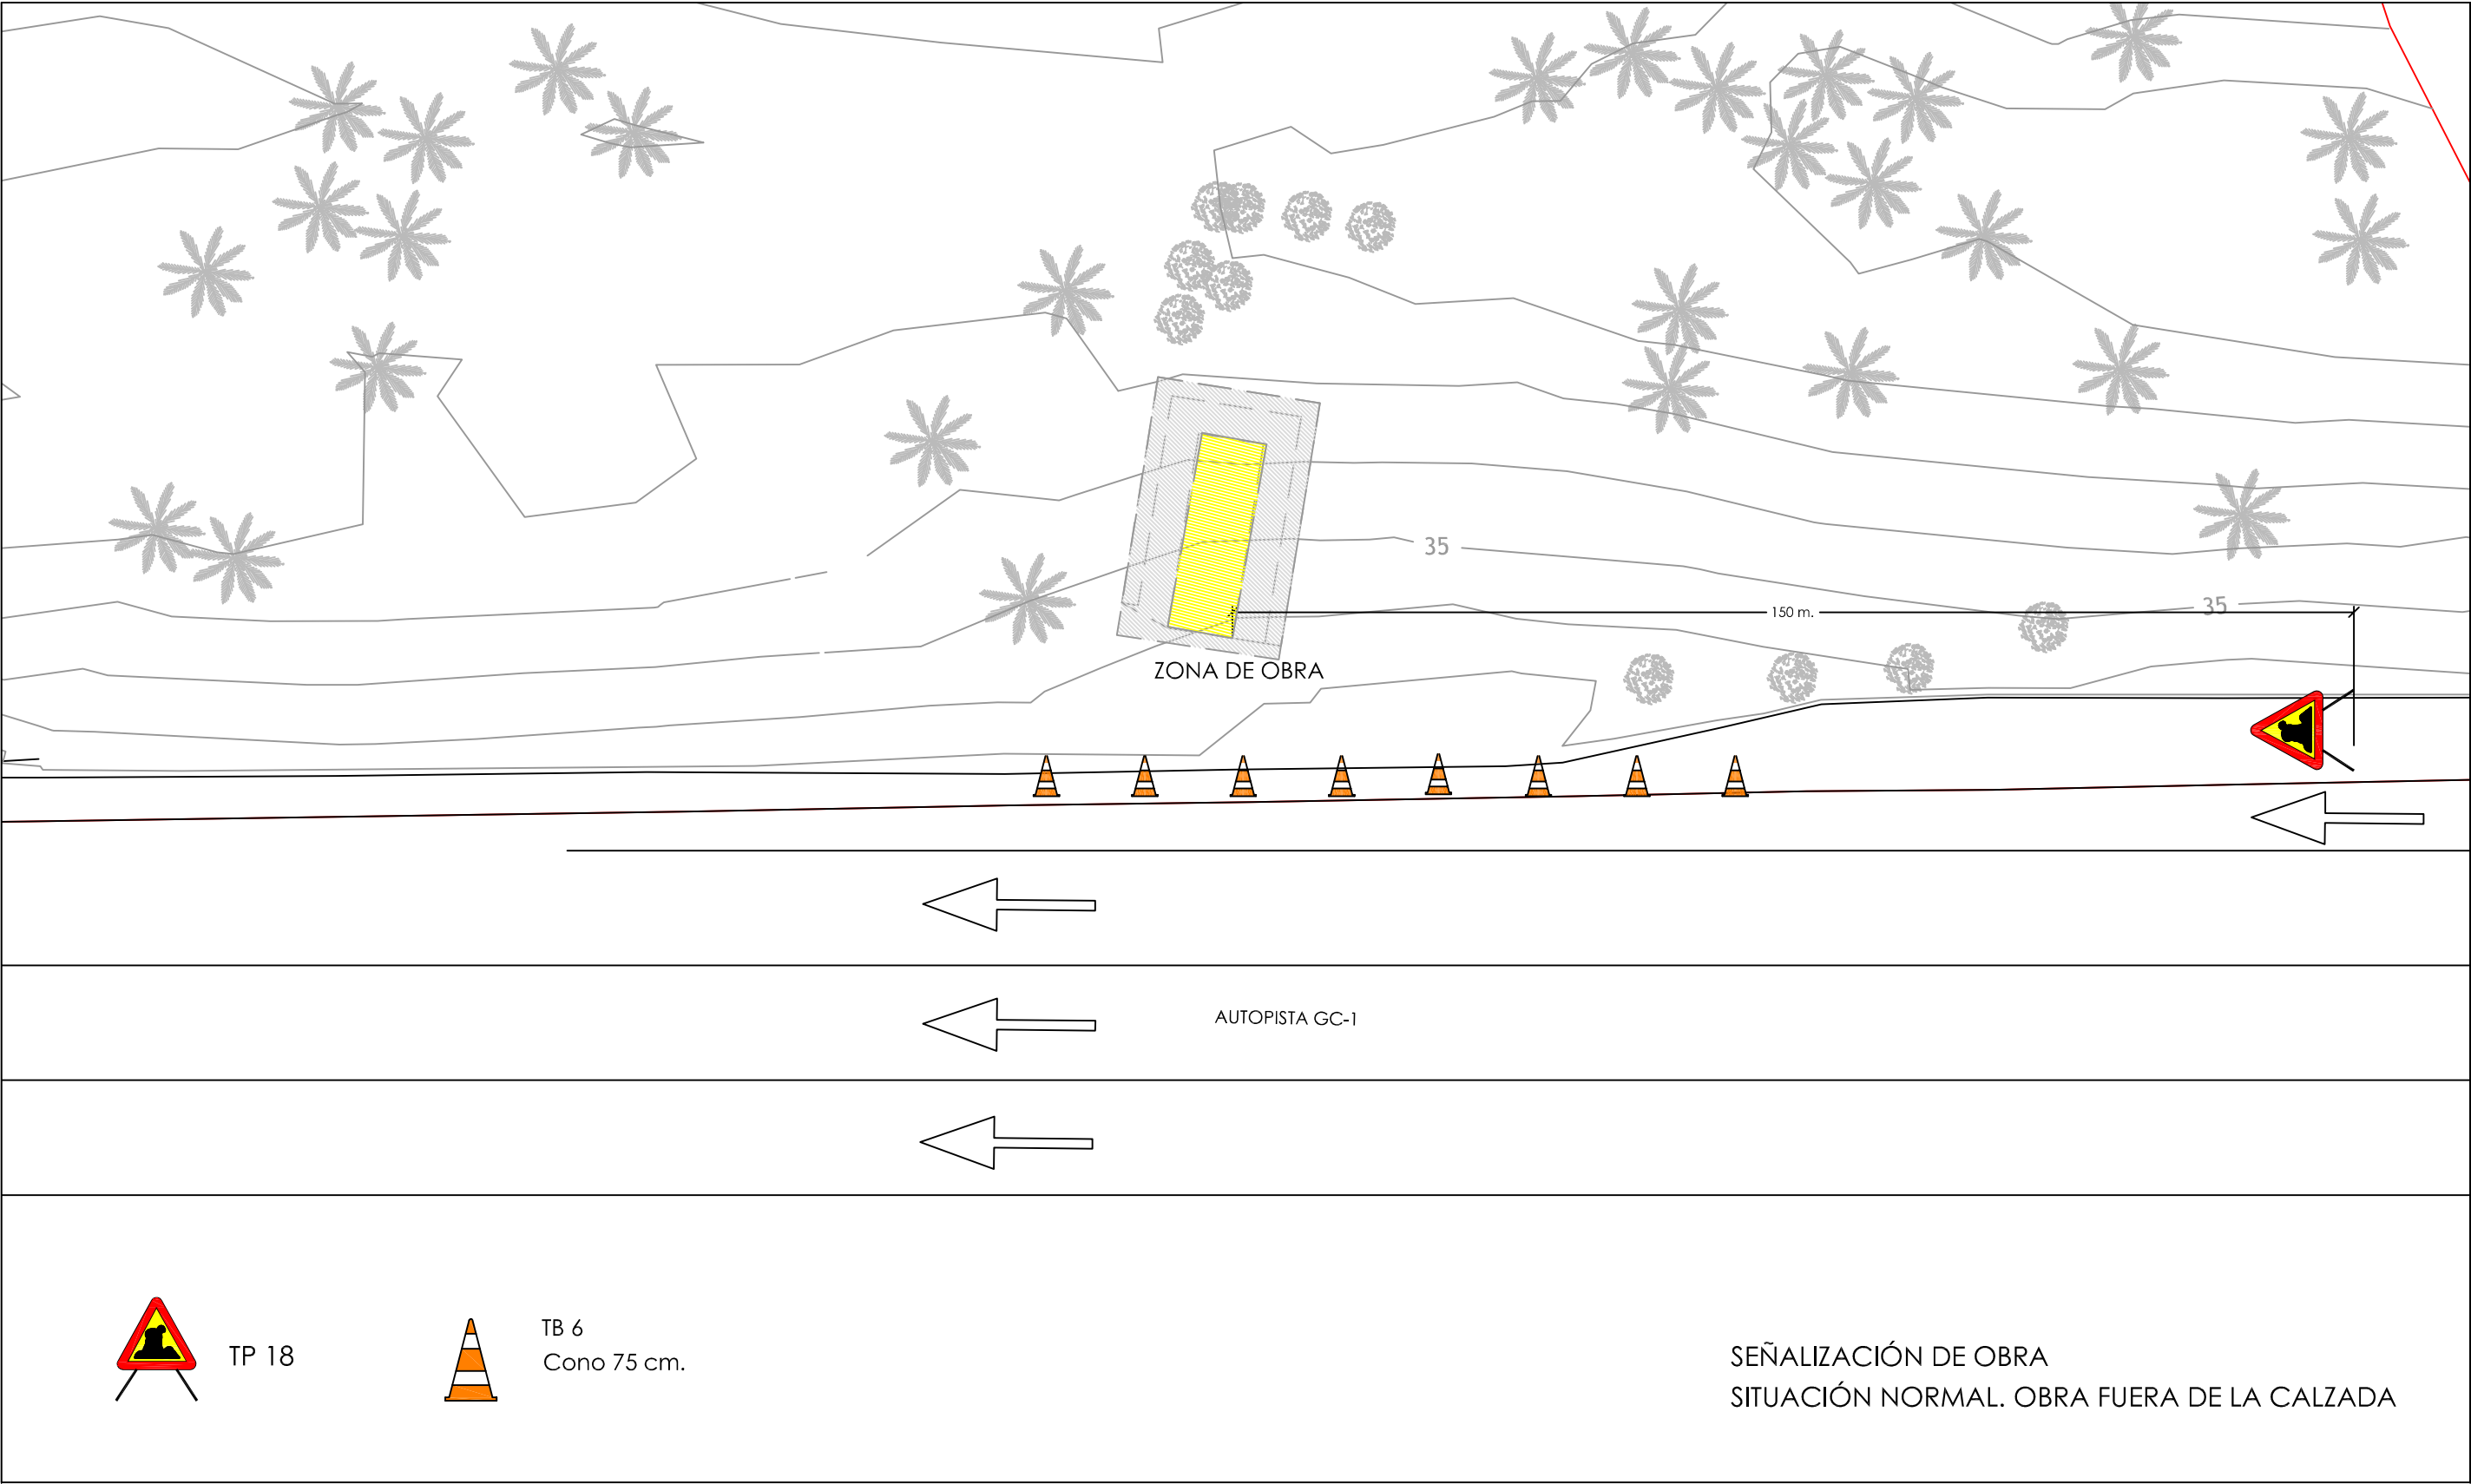 35
35
150 m.
ZONA DE OBRA
AUTOPISTA GC-1
TP 18
TB 6
Cono 75 cm.
SEÑALIZACIÓN DE OBRA
SITUACIÓN NORMAL. OBRA FUERA DE LA CALZADA